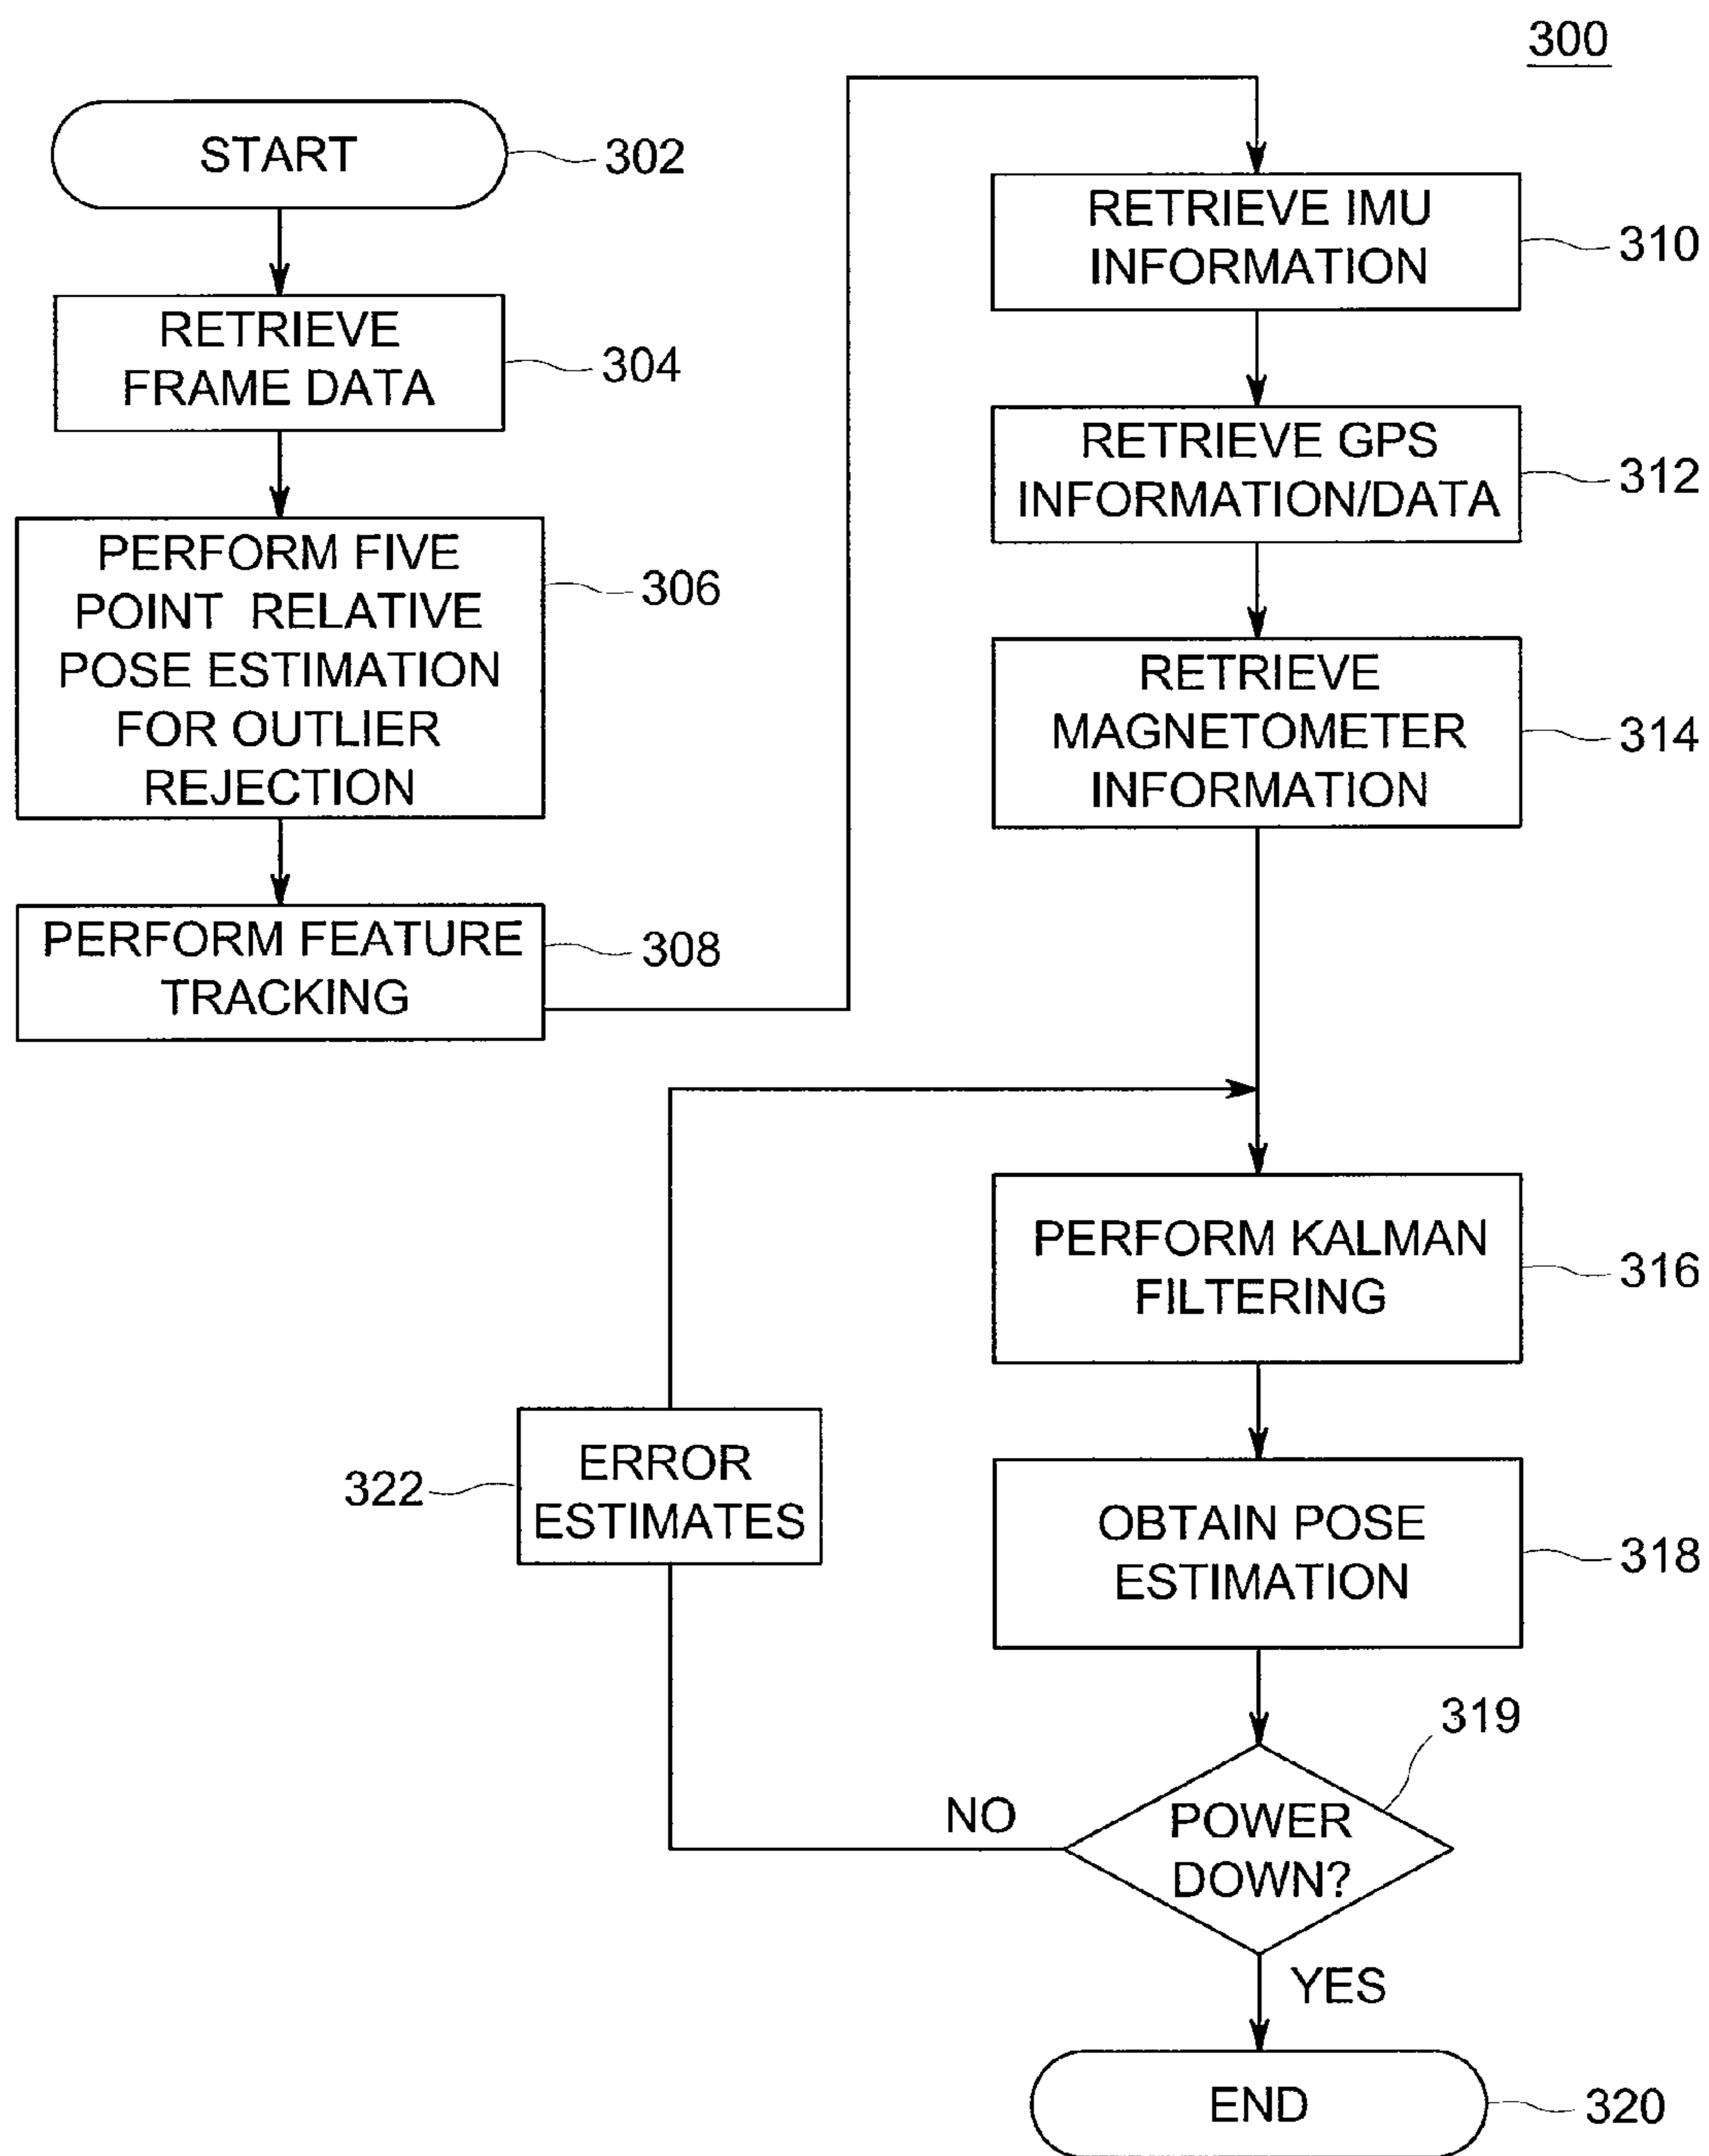 300
START
302
RETRIEVE
FRAME DATA
304
PERFORM FIVE
POINT RELATIVE
POSE ESTIMATION
FOR OUTLIER
REJECTION
306
PERFORM FEATURE
TRACKING
308
RETRIEVE IMU
INFORMATION
310
RETRIEVE GPS
INFORMATION/DATA
312
RETRIEVE
MAGNETOMETER
INFORMATION
314
PERFORM KALMAN
FILTERING
316
OBTAIN POSE
ESTIMATION
318
POWER
DOWN?
319
NO
ERROR
ESTIMATES
322
YES
END
320